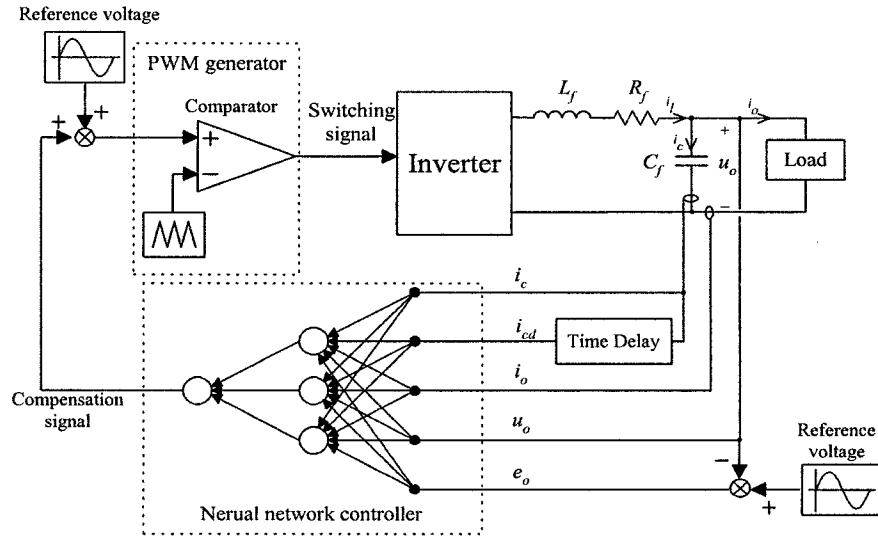 Reference voltage
PWM generator
Comparator
Switching
signal
Inverter
L_f
R_f
i_l
i_o
i_c
C_f
u_o
Load
+
+
+
−
+
−
i_c
i_cd
Time Delay
i_o
u_o
e_o
Compensation
signal
Reference
voltage
−
+
Nerual network controller